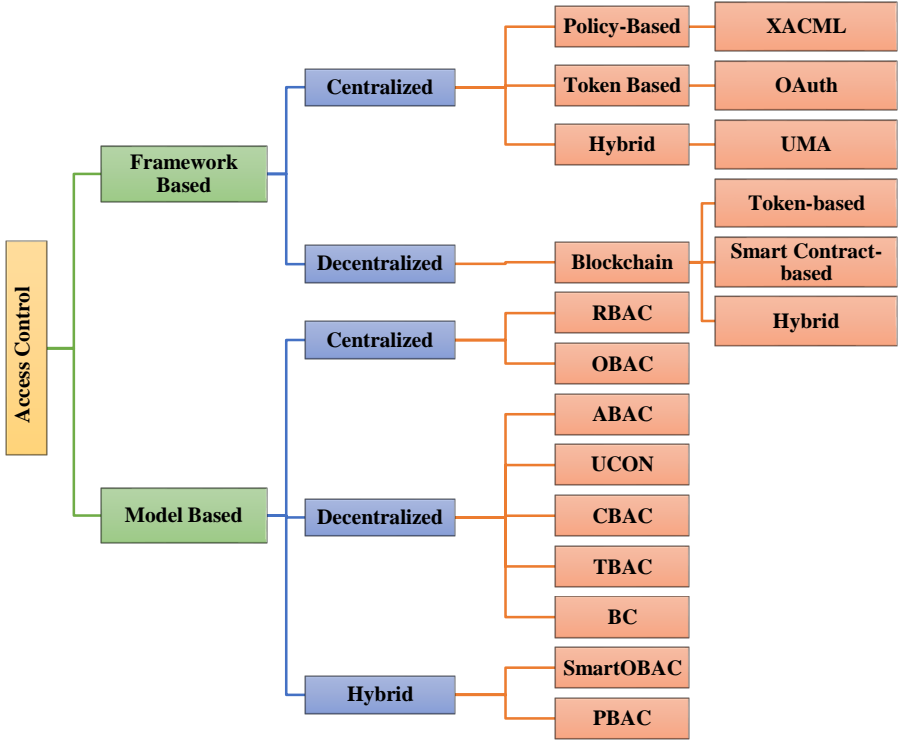 Access Control
Framework
Based
Model Based
Centralized
Decentralized
Centralized
Decentralized
Hybrid
Policy-Based
Token Based
Hybrid
Blockchain
RBAC
OBAC
ABAC
UCON
CBAC
TBAC
BC
SmartOBAC
PBAC
XACML
OAuth
UMA
Token-based
Smart Contract-
based
Hybrid